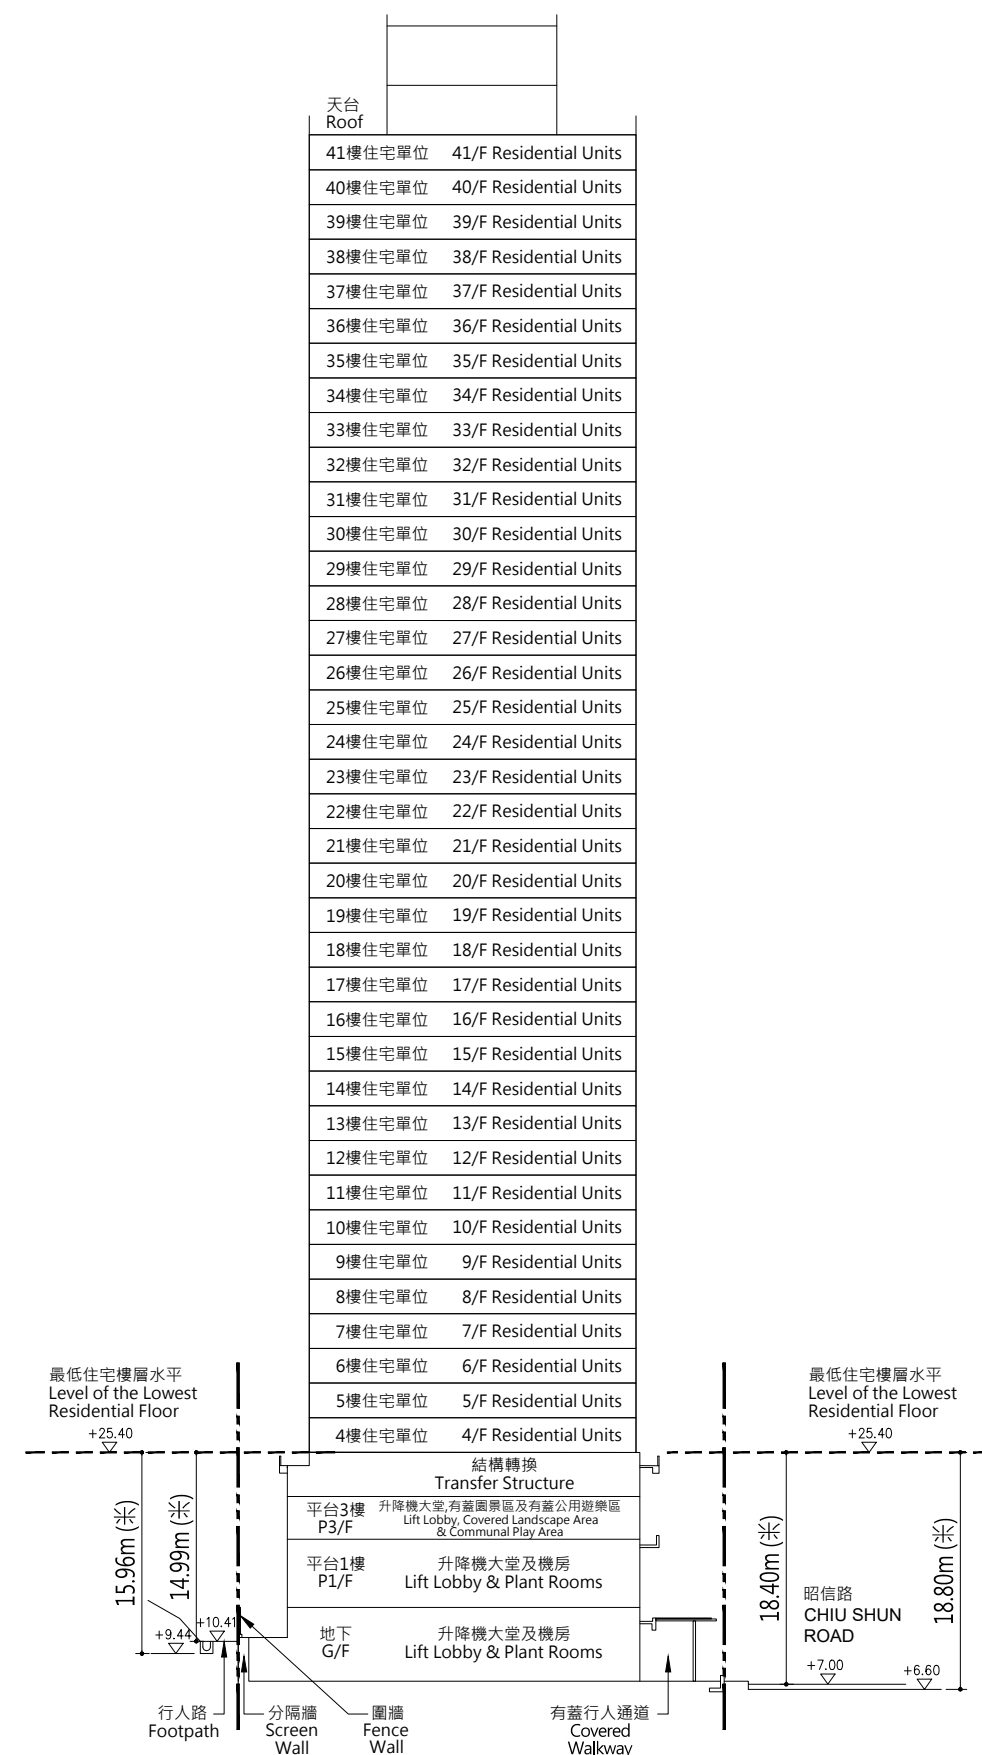 天台
Roof
41樓住宅單位 41/F Residential Units
40樓住宅單位 40/F Residential Units
39樓住宅單位 39/F Residential Units
38樓住宅單位 38/F Residential Units
37樓住宅單位 37/F Residential Units
36樓住宅單位 36/F Residential Units
35樓住宅單位 35/F Residential Units
34樓住宅單位 34/F Residential Units
33樓住宅單位 33/F Residential Units
32樓住宅單位 32/F Residential Units
31樓住宅單位 31/F Residential Units
30樓住宅單位 30/F Residential Units
29樓住宅單位 29/F Residential Units
28樓住宅單位 28/F Residential Units
27樓住宅單位 27/F Residential Units
26樓住宅單位 26/F Residential Units
25樓住宅單位 25/F Residential Units
24樓住宅單位 24/F Residential Units
23樓住宅單位 23/F Residential Units
22樓住宅單位 22/F Residential Units
21樓住宅單位 21/F Residential Units
20樓住宅單位 20/F Residential Units
19樓住宅單位 19/F Residential Units
18樓住宅單位 18/F Residential Units
17樓住宅單位 17/F Residential Units
16樓住宅單位 16/F Residential Units
15樓住宅單位 15/F Residential Units
14樓住宅單位 14/F Residential Units
13樓住宅單位 13/F Residential Units
12樓住宅單位 12/F Residential Units
11樓住宅單位 11/F Residential Units
10樓住宅單位 10/F Residential Units
9樓住宅單位 9/F Residential Units
8樓住宅單位 8/F Residential Units
7樓住宅單位 7/F Residential Units
6樓住宅單位 6/F Residential Units
5樓住宅單位 5/F Residential Units
4樓住宅單位 4/F Residential Units
最低住宅樓層水平
Level of the Lowest
Residential Floor
+25.40
最低住宅樓層水平
Level of the Lowest
Residential Floor
+25.40
結構轉換
Transfer Structure
平台3樓
P3/F
升降機大堂,有蓋園景區及有蓋公用遊樂區
Lift Lobby, Covered Landscape Area
& Communal Play Area
平台1樓
P1/F
升降機大堂及機房
Lift Lobby & Plant Rooms
地下
G/F
升降機大堂及機房
Lift Lobby & Plant Rooms
15.96m (米)
14.99m (米)
+10.41
+9.44
18.40m (米)
昭信路
CHIU SHUN
ROAD
18.80m (米)
+7.00
+6.60
行人路
Footpath
分隔牆
Screen
Wall
圍牆
Fence
Wall
有蓋行人通道
Covered
Walkway